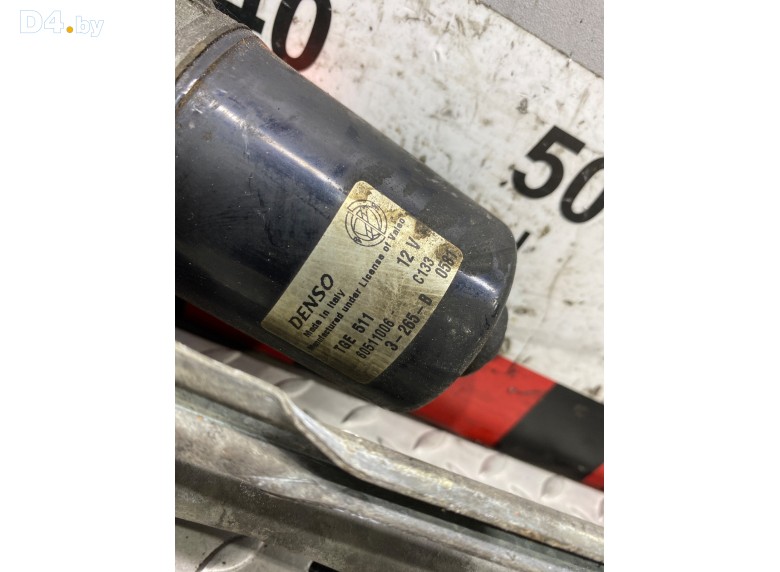 D4.by
40
50
DENSO
Made in Italy
Manufactured under License of Valeo
TGE 511 12 V
60511006 - C133
3-265-B 0581